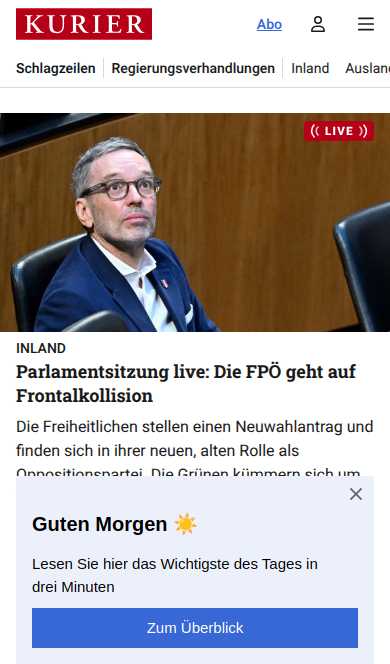 KURIER
Abo
Schlagzeilen Regierungsverhandlungen Inland Ausland
LIVE
INLAND
Parlamentsitzung live: Die FPÖ geht auf
Frontalkollision
Die Freiheitlichen stellen einen Neuwahlantrag und
finden sich in ihrer neuen, alten Rolle als
Oppositionspartei. Die Grünen kümmern sich um
Guten Morgen ☀️
Lesen Sie hier das Wichtigste des Tages in
drei Minuten
Zum Überblick